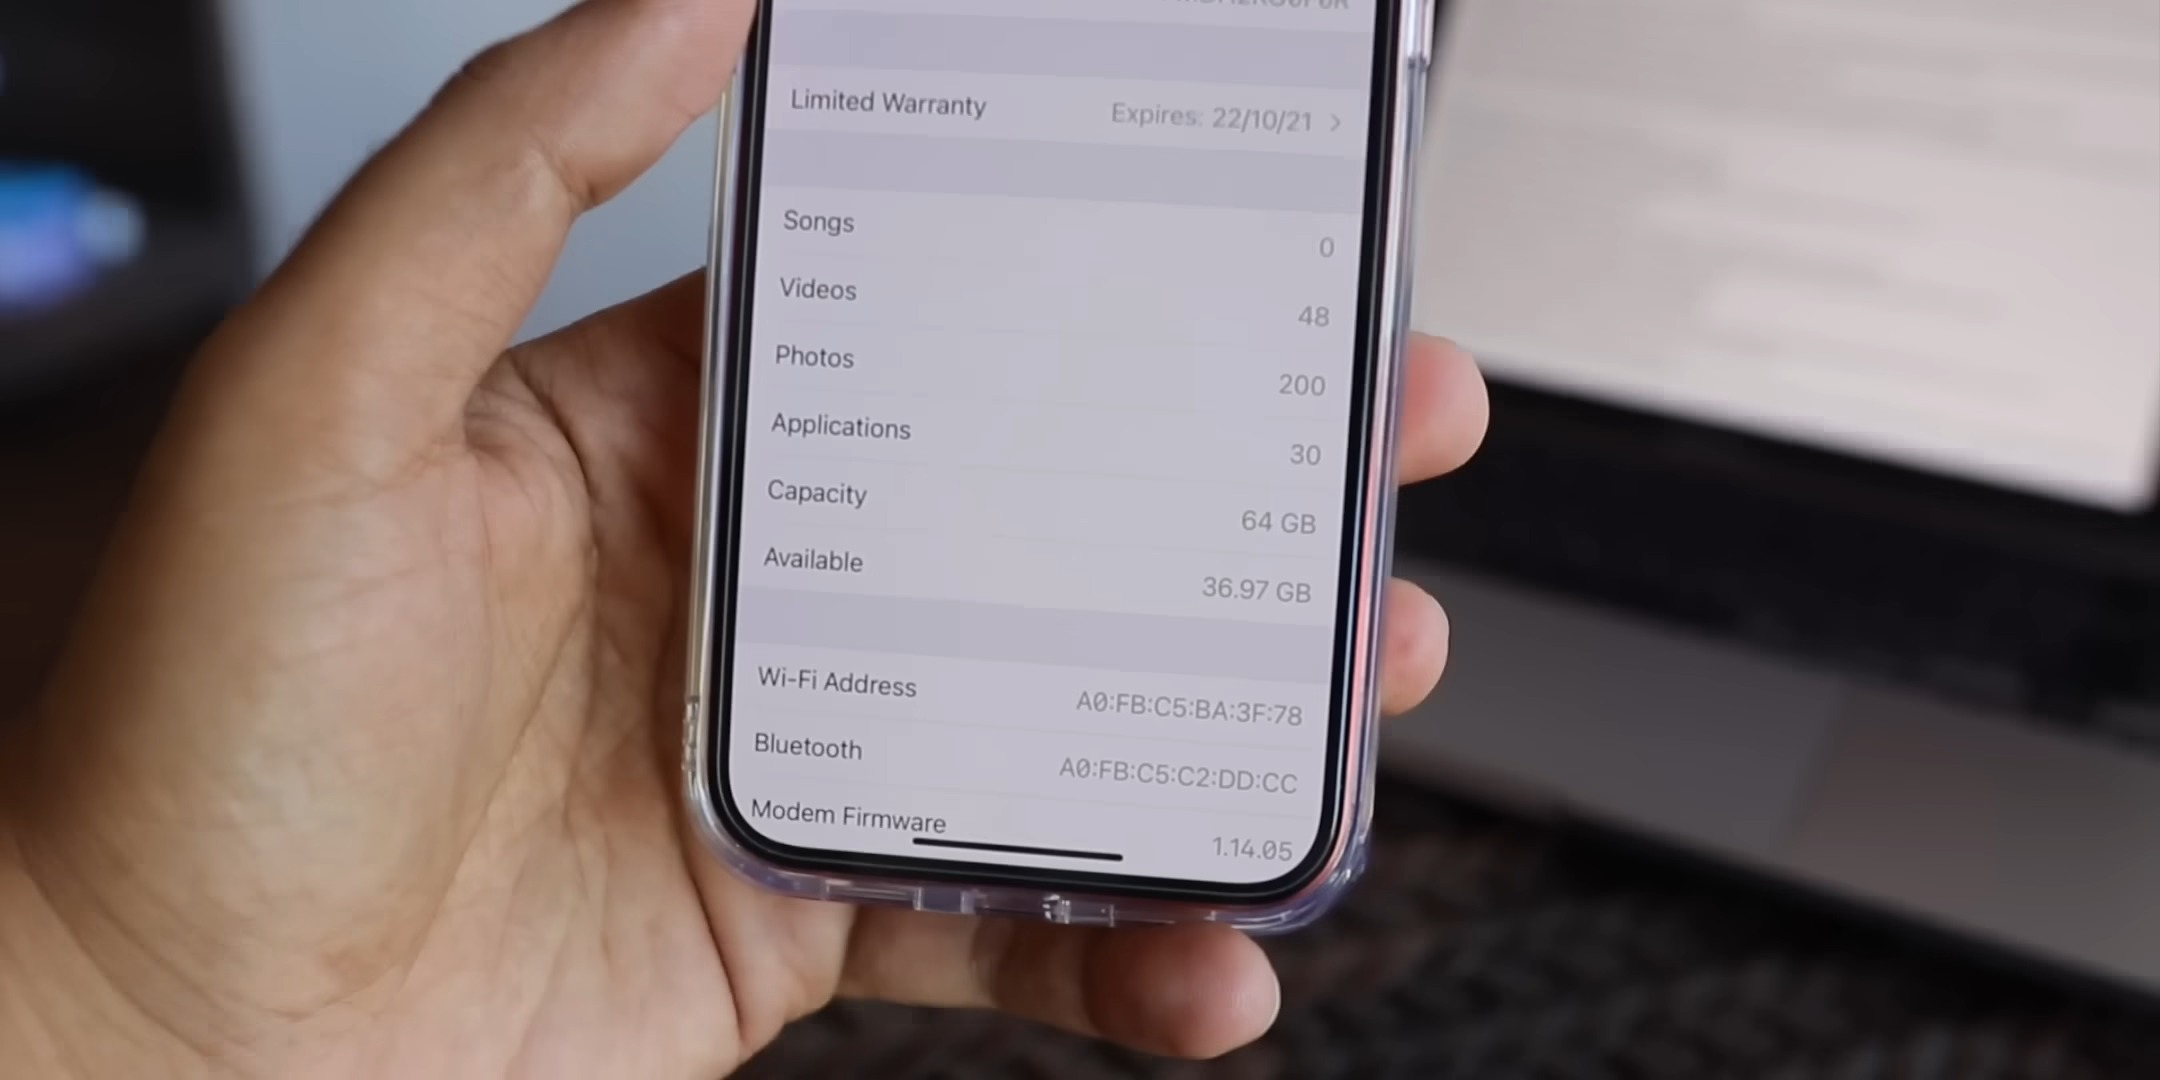 Limited Warranty Expires: 22/10/21 >
Songs 0
Videos 48
Photos 200
Applications 30
Capacity 64 GB
Available 36.97 GB
Wi-Fi Address A0:FB:C5:BA:3F:78
Bluetooth A0:FB:C5:C2:DD:CC
Modem Firmware 1.14.05